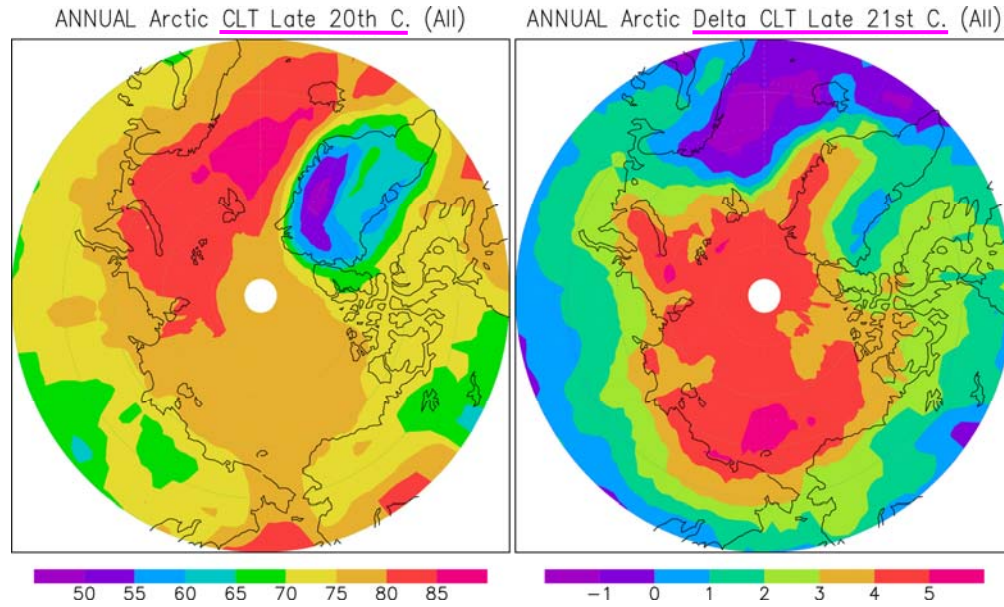 ANNUAL Arctic CLT Late 20th C. (All)
ANNUAL Arctic Delta CLT Late 21st C. (All)
50 55 60 65 70 75 80 85
−1 0 1 2 3 4 5